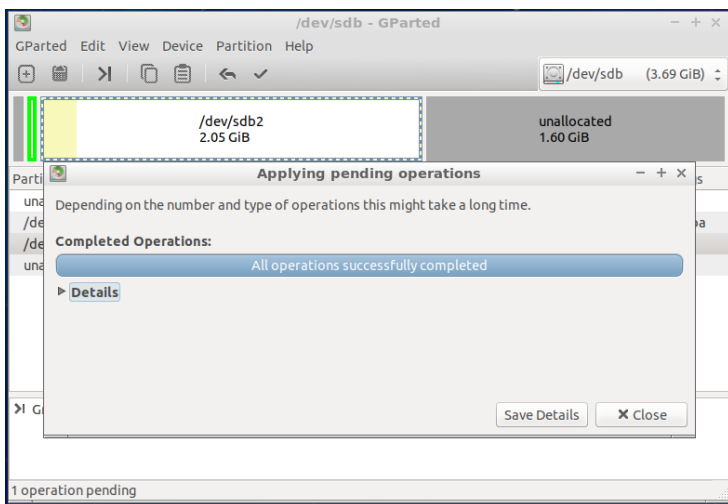 /dev/sdb - GParted
GParted Edit View Device Partition Help
/dev/sdb (3.69 GiB)
/dev/sdb2
2.05 GiB
unallocated
1.60 GiB
Applying pending operations
Depending on the number and type of operations this might take a long time.
Completed Operations:
All operations successfully completed
Details
Save Details
Close
1 operation pending